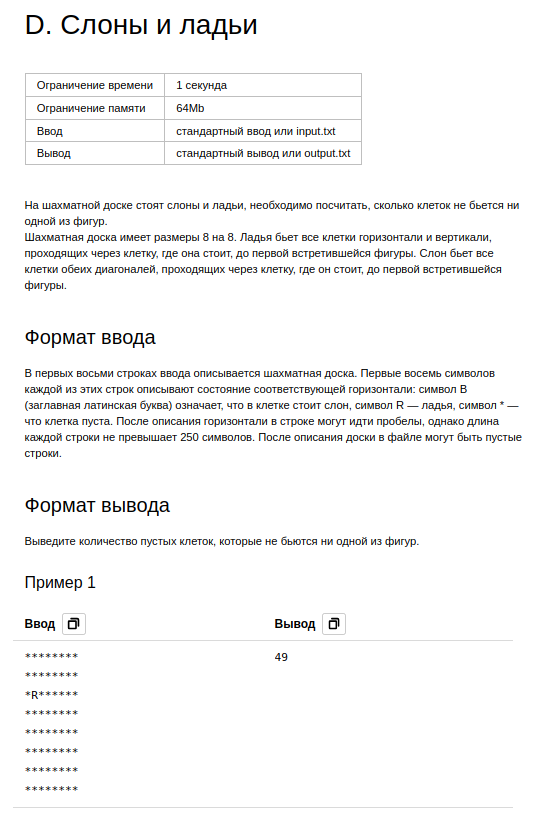 D. Слоны и ладьи
Ограничение времени 1 секунда
Ограничение памяти 64Mb
Ввод стандартный ввод или input.txt
Вывод стандартный вывод или output.txt
На шахматной доске стоят слоны и ладьи, необходимо посчитать, сколько клеток не бьется ни
одной из фигур.
Шахматная доска имеет размеры 8 на 8. Ладья бьет все клетки горизонтали и вертикали,
проходящих через клетку, где она стоит, до первой встретившейся фигуры. Слон бьет все
клетки обеих диагоналей, проходящих через клетку, где он стоит, до первой встретившейся
фигуры.
Формат ввода
В первых восьми строках ввода описывается шахматная доска. Первые восемь символов
каждой из этих строк описывают состояние соответствующей горизонтали: символ B
(заглавная латинская буква) означает, что в клетке стоит слон, символ R — ладья, символ * —
что клетка пуста. После описания горизонтали в строке могут идти пробелы, однако длина
каждой строки не превышает 250 символов. После описания доски в файле могут быть пустые
строки.
Формат вывода
Выведите количество пустых клеток, которые не бьются ни одной из фигур.
Пример 1
Ввод Вывод
******** 49
********
*R******
********
********
********
********
********